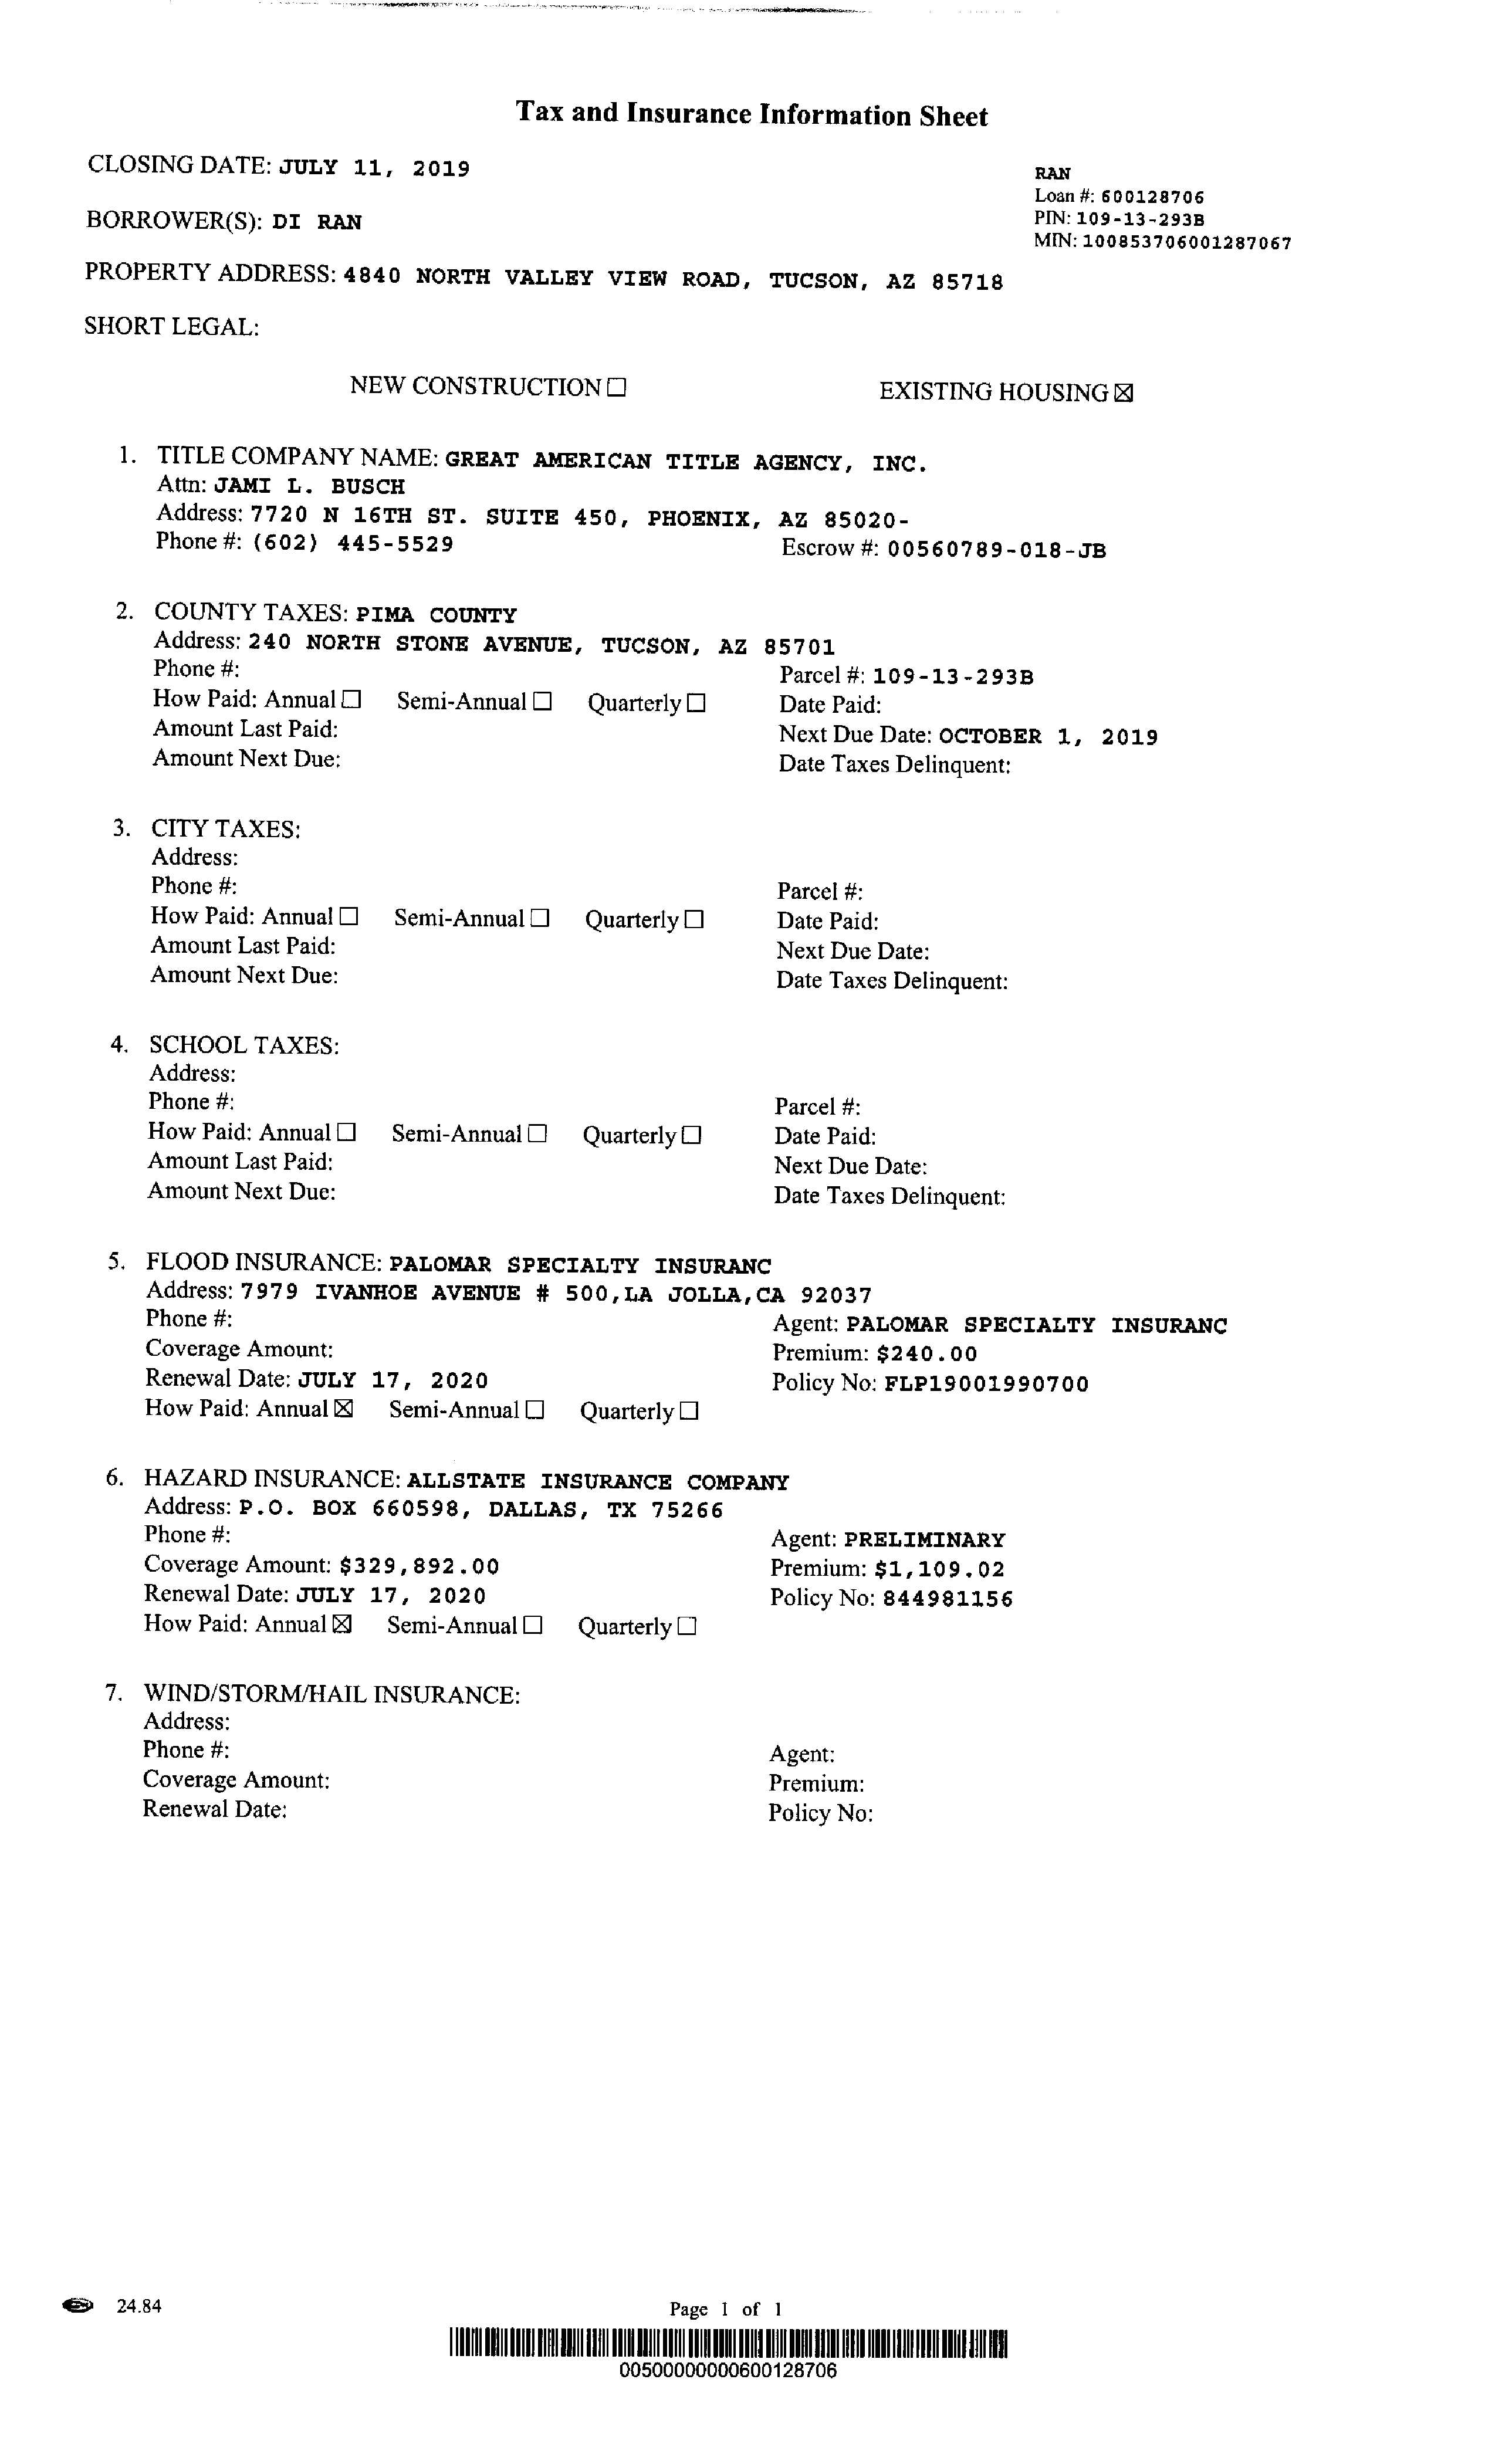 Tax and Insurance Information Sheet
CLOSING DATE: JULY 11, 2019
RAN
Loan #: 600128706
BORROWER(S): DI RAN
PIN: 109-13-293B
MIN: 100853706001287067
PROPERTY ADDRESS: 4840 NORTH VALLEY VIEW ROAD, TUCSON, AZ 85718
SHORT LEGAL:
NEW CONSTRUCTION ☐ EXISTING HOUSING ☒
1. TITLE COMPANY NAME: GREAT AMERICAN TITLE AGENCY, INC.
Attn: JAMI L. BUSCH
Address: 7720 N 16TH ST. SUITE 450, PHOENIX, AZ 85020-
Phone #: (602) 445-5529 Escrow #: 00560789-018-JB
2. COUNTY TAXES: PIMA COUNTY
Address: 240 NORTH STONE AVENUE, TUCSON, AZ 85701
Phone #: Parcel #: 109-13-293B
How Paid: Annual ☐ Semi-Annual ☐ Quarterly ☐ Date Paid:
Amount Last Paid: Next Due Date: OCTOBER 1, 2019
Amount Next Due: Date Taxes Delinquent:
3. CITY TAXES:
Address:
Phone #: Parcel #:
How Paid: Annual ☐ Semi-Annual ☐ Quarterly ☐ Date Paid:
Amount Last Paid: Next Due Date:
Amount Next Due: Date Taxes Delinquent:
4. SCHOOL TAXES:
Address:
Phone #: Parcel #:
How Paid: Annual ☐ Semi-Annual ☐ Quarterly ☐ Date Paid:
Amount Last Paid: Next Due Date:
Amount Next Due: Date Taxes Delinquent:
5. FLOOD INSURANCE: PALOMAR SPECIALTY INSURANC
Address: 7979 IVANHOE AVENUE # 500,LA JOLLA,CA 92037
Phone #: Agent: PALOMAR SPECIALTY INSURANC
Coverage Amount: Premium: $240.00
Renewal Date: JULY 17, 2020 Policy No: FLP19001990700
How Paid: Annual ☒ Semi-Annual ☐ Quarterly ☐
6. HAZARD INSURANCE: ALLSTATE INSURANCE COMPANY
Address: P.O. BOX 660598, DALLAS, TX 75266
Phone #: Agent: PRELIMINARY
Coverage Amount: $329,892.00 Premium: $1,109.02
Renewal Date: JULY 17, 2020 Policy No: 844981156
How Paid: Annual ☒ Semi-Annual ☐ Quarterly ☐
7. WIND/STORM/HAIL INSURANCE:
Address:
Phone #: Agent:
Coverage Amount: Premium:
Renewal Date: Policy No:
24.84 Page 1 of 1
00500000000600128706